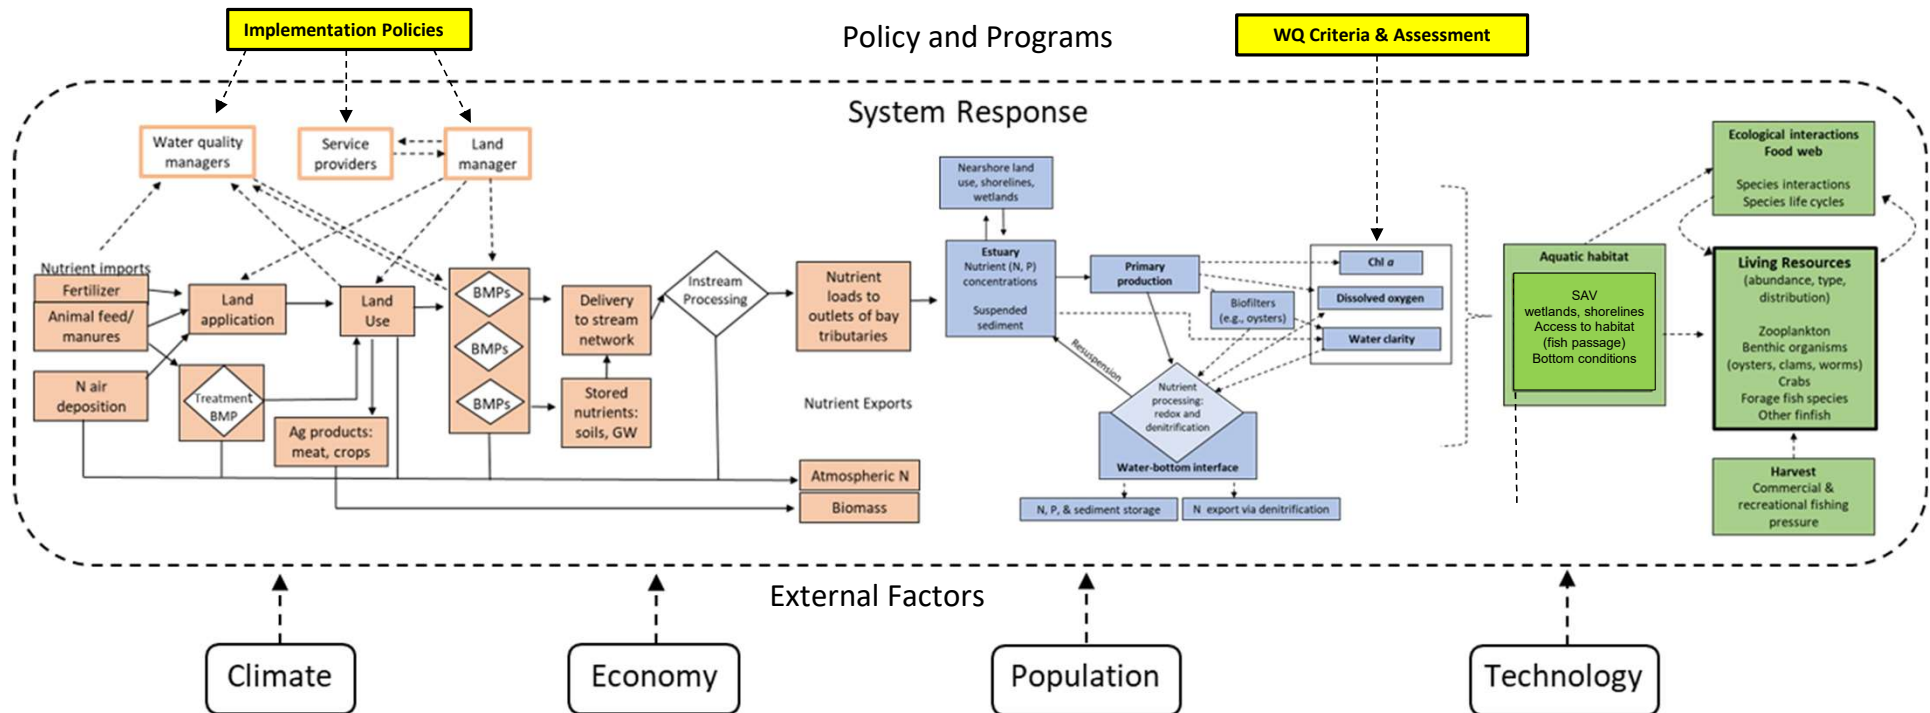 Implementation Policies
Policy and Programs
WQ Criteria & Assessment
System Response
Water quality
managers
Service
providers
Land
manager
Nutrient imports
Fertilizer
Animal feed/
manures
N air
deposition
Land
application
Treatment
BMP
Land
Use
Ag products:
meat, crops
BMPs
BMPs
BMPs
Delivery
to stream
network
Stored
nutrients:
soils, GW
Instream
Processing
Nutrient
loads to
outlets of bay
tributaries
Nutrient Exports
Atmospheric N
Biomass
Nearshore land
use, shorelines,
wetlands
Estuary
Nutrient (N, P)
concentrations
Suspended
sediment
Primary
production
Biofilters
(e.g., oysters)
Chl a
Dissolved oxygen
Water clarity
Resuspension
Nutrient
processing:
redox and
denitrification
Water-bottom interface
N, P, & sediment storage
N export via denitrification
Aquatic habitat
SAV
wetlands, shorelines
Access to habitat
(fish passage)
Bottom conditions
Ecological interactions
Food web
Species interactions
Species life cycles
Living Resources
(abundance, type,
distribution)
Zooplankton
Benthic organisms
(oysters, clams, worms)
Crabs
Forage fish species
Other finfish
Harvest
Commercial &
recreational fishing
pressure
External Factors
Climate
Economy
Population
Technology